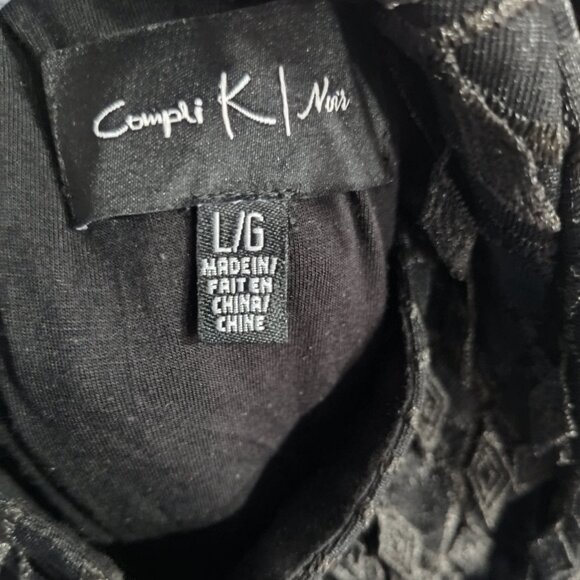 Compli K | Noir
L/G
MADE IN/
FAIT EN
CHINA/
CHINE